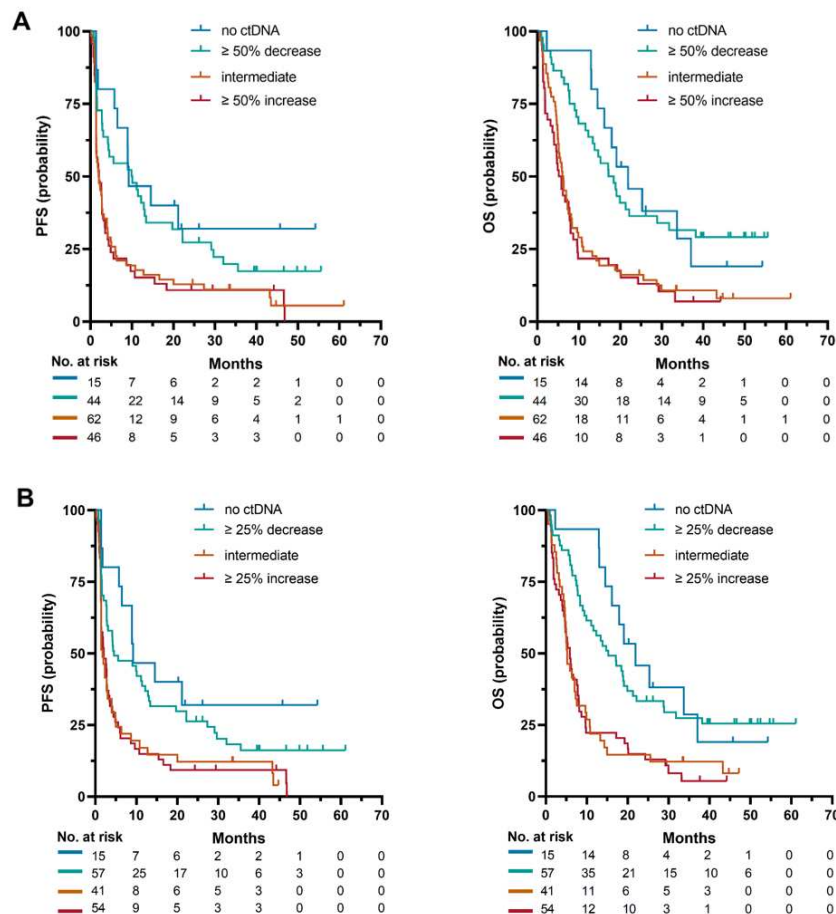 A
100
75
50
25
0
PFS (probability)
no ctDNA
≥ 50% decrease
intermediate
≥ 50% increase
0 10 20 30 40 50 60 70
No. at risk Months
15 7 6 2 2 1 0 0
44 22 14 9 5 2 0 0
62 12 9 6 4 1 1 0
46 8 5 3 3 0 0 0
100
75
50
25
0
OS (probability)
no ctDNA
≥ 50% decrease
intermediate
≥ 50% increase
0 10 20 30 40 50 60 70
Months
15 14 8 4 2 1 0 0
44 30 18 14 9 5 0 0
62 18 11 6 4 1 1 0
46 10 8 3 1 0 0 0
B
100
75
50
25
0
PFS (probability)
no ctDNA
≥ 25% decrease
intermediate
≥ 25% increase
0 10 20 30 40 50 60 70
No. at risk Months
15 7 6 2 2 1 0 0
57 25 17 10 6 3 0 0
41 8 6 5 3 0 0 0
54 9 5 3 3 0 0 0
100
75
50
25
0
OS (probability)
no ctDNA
≥ 25% decrease
intermediate
≥ 25% increase
0 10 20 30 40 50 60 70
Months
15 14 8 4 2 1 0 0
57 35 21 15 10 6 0 0
41 11 6 5 3 0 0 0
54 12 10 3 1 0 0 0